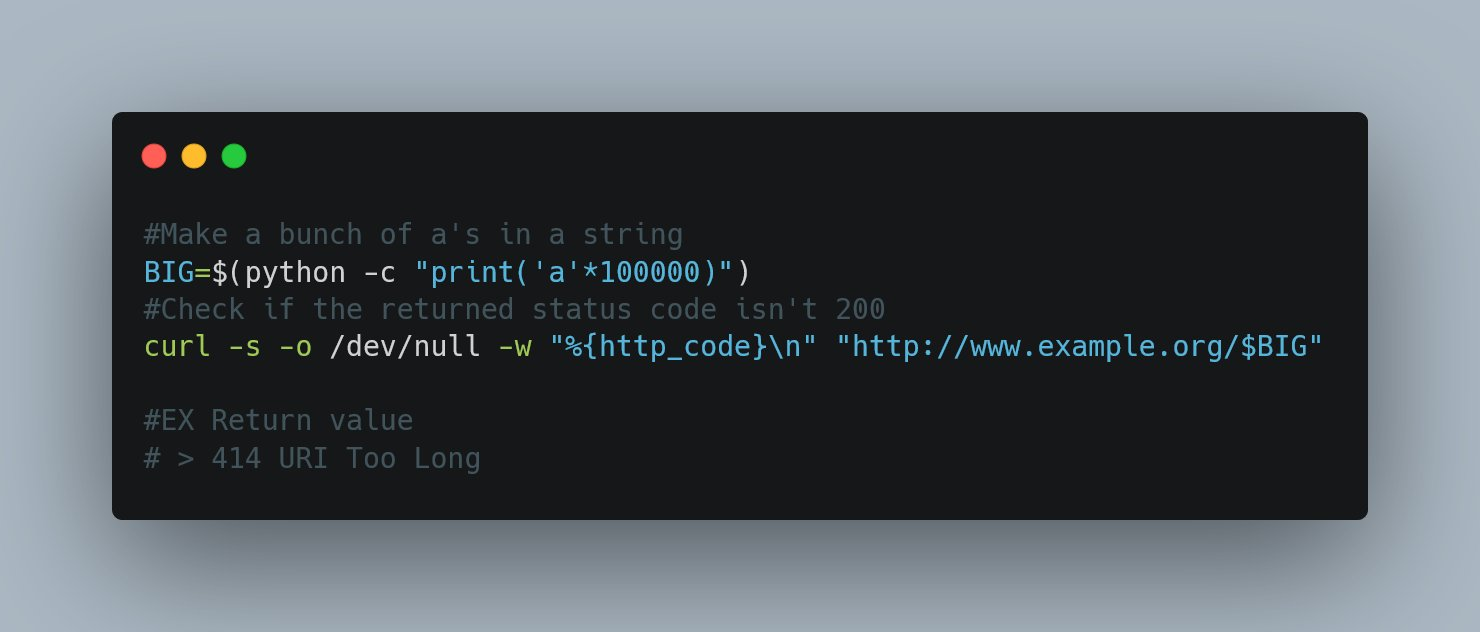 #Make a bunch of a's in a string
BIG=$(python -c "print('a'*100000)")
#Check if the returned status code isn't 200
curl -s -o /dev/null -w "%{http_code}\n" "http://www.example.org/$BIG"
#EX Return value
# > 414 URI Too Long